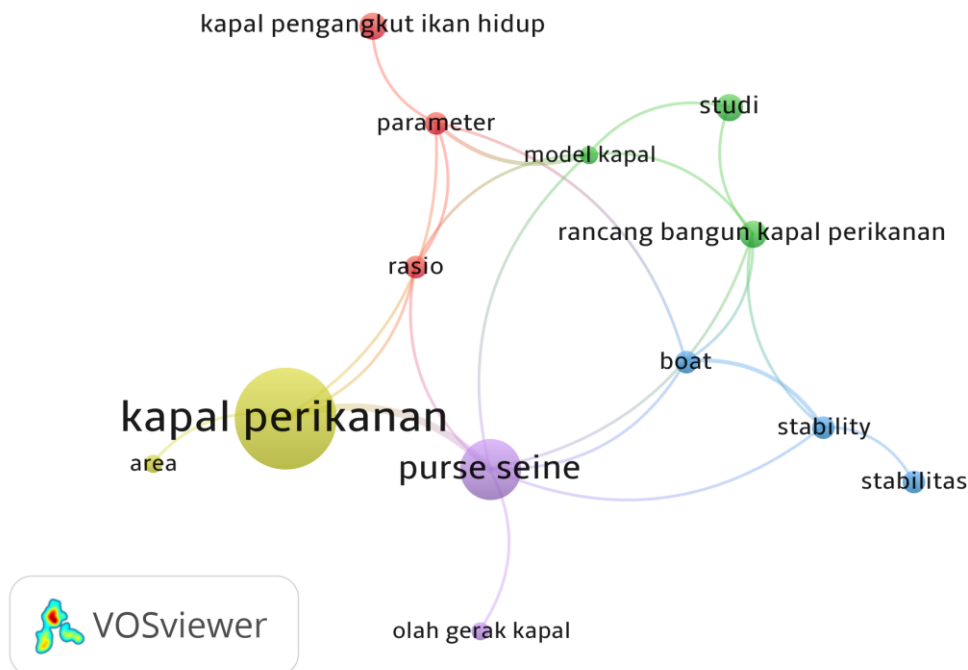 kapal pengangkut ikan hidup
studi
parameter
model kapal
rancang bangun kapal perikanan
rasio
boat
kapal perikanan
stability
area
purse seine
stabilitas
olah gerak kapal
VOSviewer